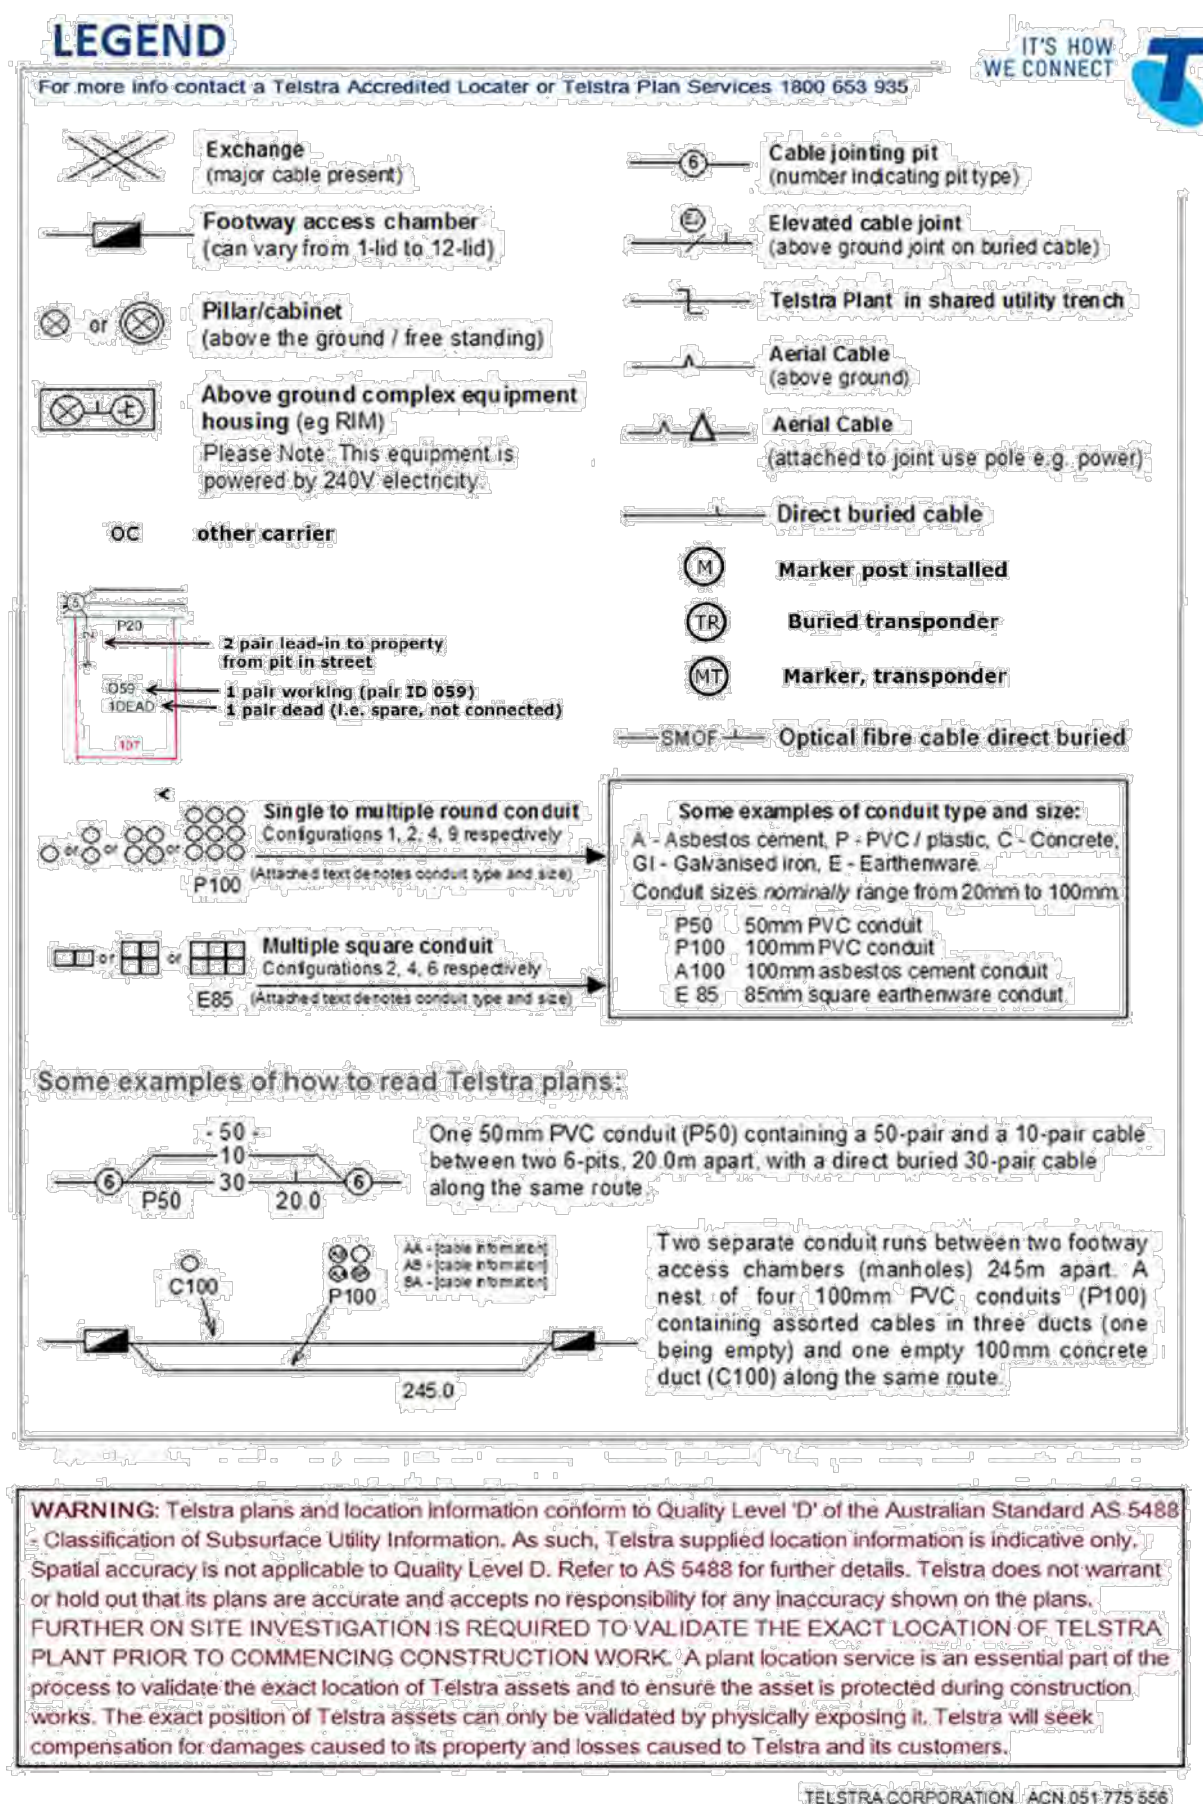 LEGEND
IT'S HOW
WE CONNECT
For more info contact a Telstra Accredited Locater or Telstra Plan Services 1800 653 935
Exchange
(major cable present)
Footway access chamber
(can vary from 1-lid to 12-lid)
or
Pillar/cabinet
(above the ground / free standing)
Above ground complex equipment
housing (eg RIM)
Please Note: This equipment is
powered by 240V electricity.
OC other carrier
5
P20
2
2 pair lead-in to property
from pit in street
059
1 pair working (pair ID 059)
1DEAD
1 pair dead (i.e. spare, not connected)
107
6
Cable jointing pit
(number indicating pit type)
Elevated cable joint
(above ground joint on buried cable)
Telstra Plant in shared utility trench
Aerial Cable
(above ground)
Aerial Cable
(attached to joint use pole e.g. power)
Direct buried cable
M Marker post installed
TR Buried transponder
MT Marker, transponder
SMOF Optical fibre cable direct buried
or or or
Single to multiple round conduit
Configurations 1, 2, 4, 9 respectively
P100 (Attached text denotes conduit type and size)
or or
Multiple square conduit
Configurations 2, 4, 6 respectively
E85 (Attached text denotes conduit type and size)
Some examples of conduit type and size:
A - Asbestos cement, P - PVC / plastic, C - Concrete,
GI - Galvanised iron, E - Earthenware.
Conduit sizes nominally range from 20mm to 100mm.
P50 50mm PVC conduit
P100 100mm PVC conduit
A100 100mm asbestos cement conduit
E 85 85mm square earthenware conduit
Some examples of how to read Telstra plans:
- 50 -
10
6 30 6
P50 20.0
One 50mm PVC conduit (P50) containing a 50-pair and a 10-pair cable
between two 6-pits, 20.0m apart, with a direct buried 30-pair cable
along the same route.
C100
P100
AA - [cable information]
AB - [cable information]
BA - [cable information]
245.0
Two separate conduit runs between two footway
access chambers (manholes) 245m apart. A
nest of four 100mm PVC conduits (P100)
containing assorted cables in three ducts (one
being empty) and one empty 100mm concrete
duct (C100) along the same route.
WARNING: Telstra plans and location information conform to Quality Level 'D' of the Australian Standard AS 5488
- Classification of Subsurface Utility Information. As such, Telstra supplied location information is indicative only.
Spatial accuracy is not applicable to Quality Level D. Refer to AS 5488 for further details. Telstra does not warrant
or hold out that its plans are accurate and accepts no responsibility for any inaccuracy shown on the plans.
FURTHER ON SITE INVESTIGATION IS REQUIRED TO VALIDATE THE EXACT LOCATION OF TELSTRA
PLANT PRIOR TO COMMENCING CONSTRUCTION WORK. A plant location service is an essential part of the
process to validate the exact location of Telstra assets and to ensure the asset is protected during construction
works. The exact position of Telstra assets can only be validated by physically exposing it. Telstra will seek
compensation for damages caused to its property and losses caused to Telstra and its customers.
TELSTRA CORPORATION ACN 051 775 556